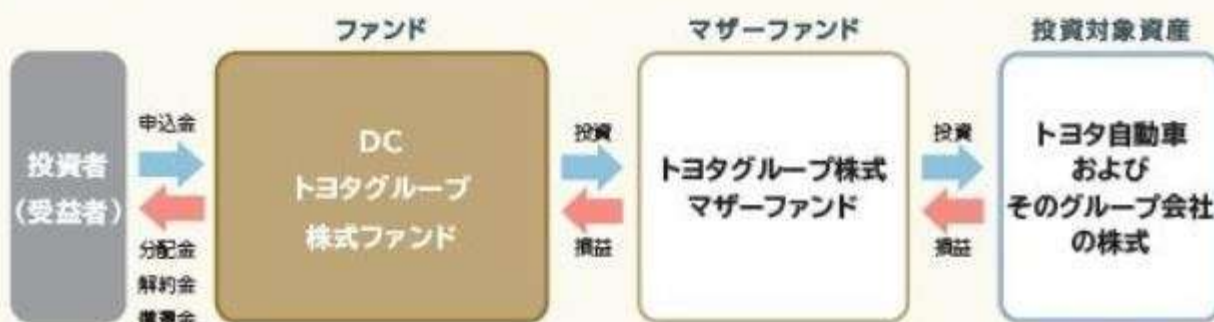 ファンド
マザーファンド
投資対象資産
投資者
(受益者)
申込金
分配金
解約金
DC
トヨタグループ
株式ファンド
投資
損益
トヨタグループ株式
マザーファンド
投資
損益
トヨタ自動車
および
そのグループ会社
の株式